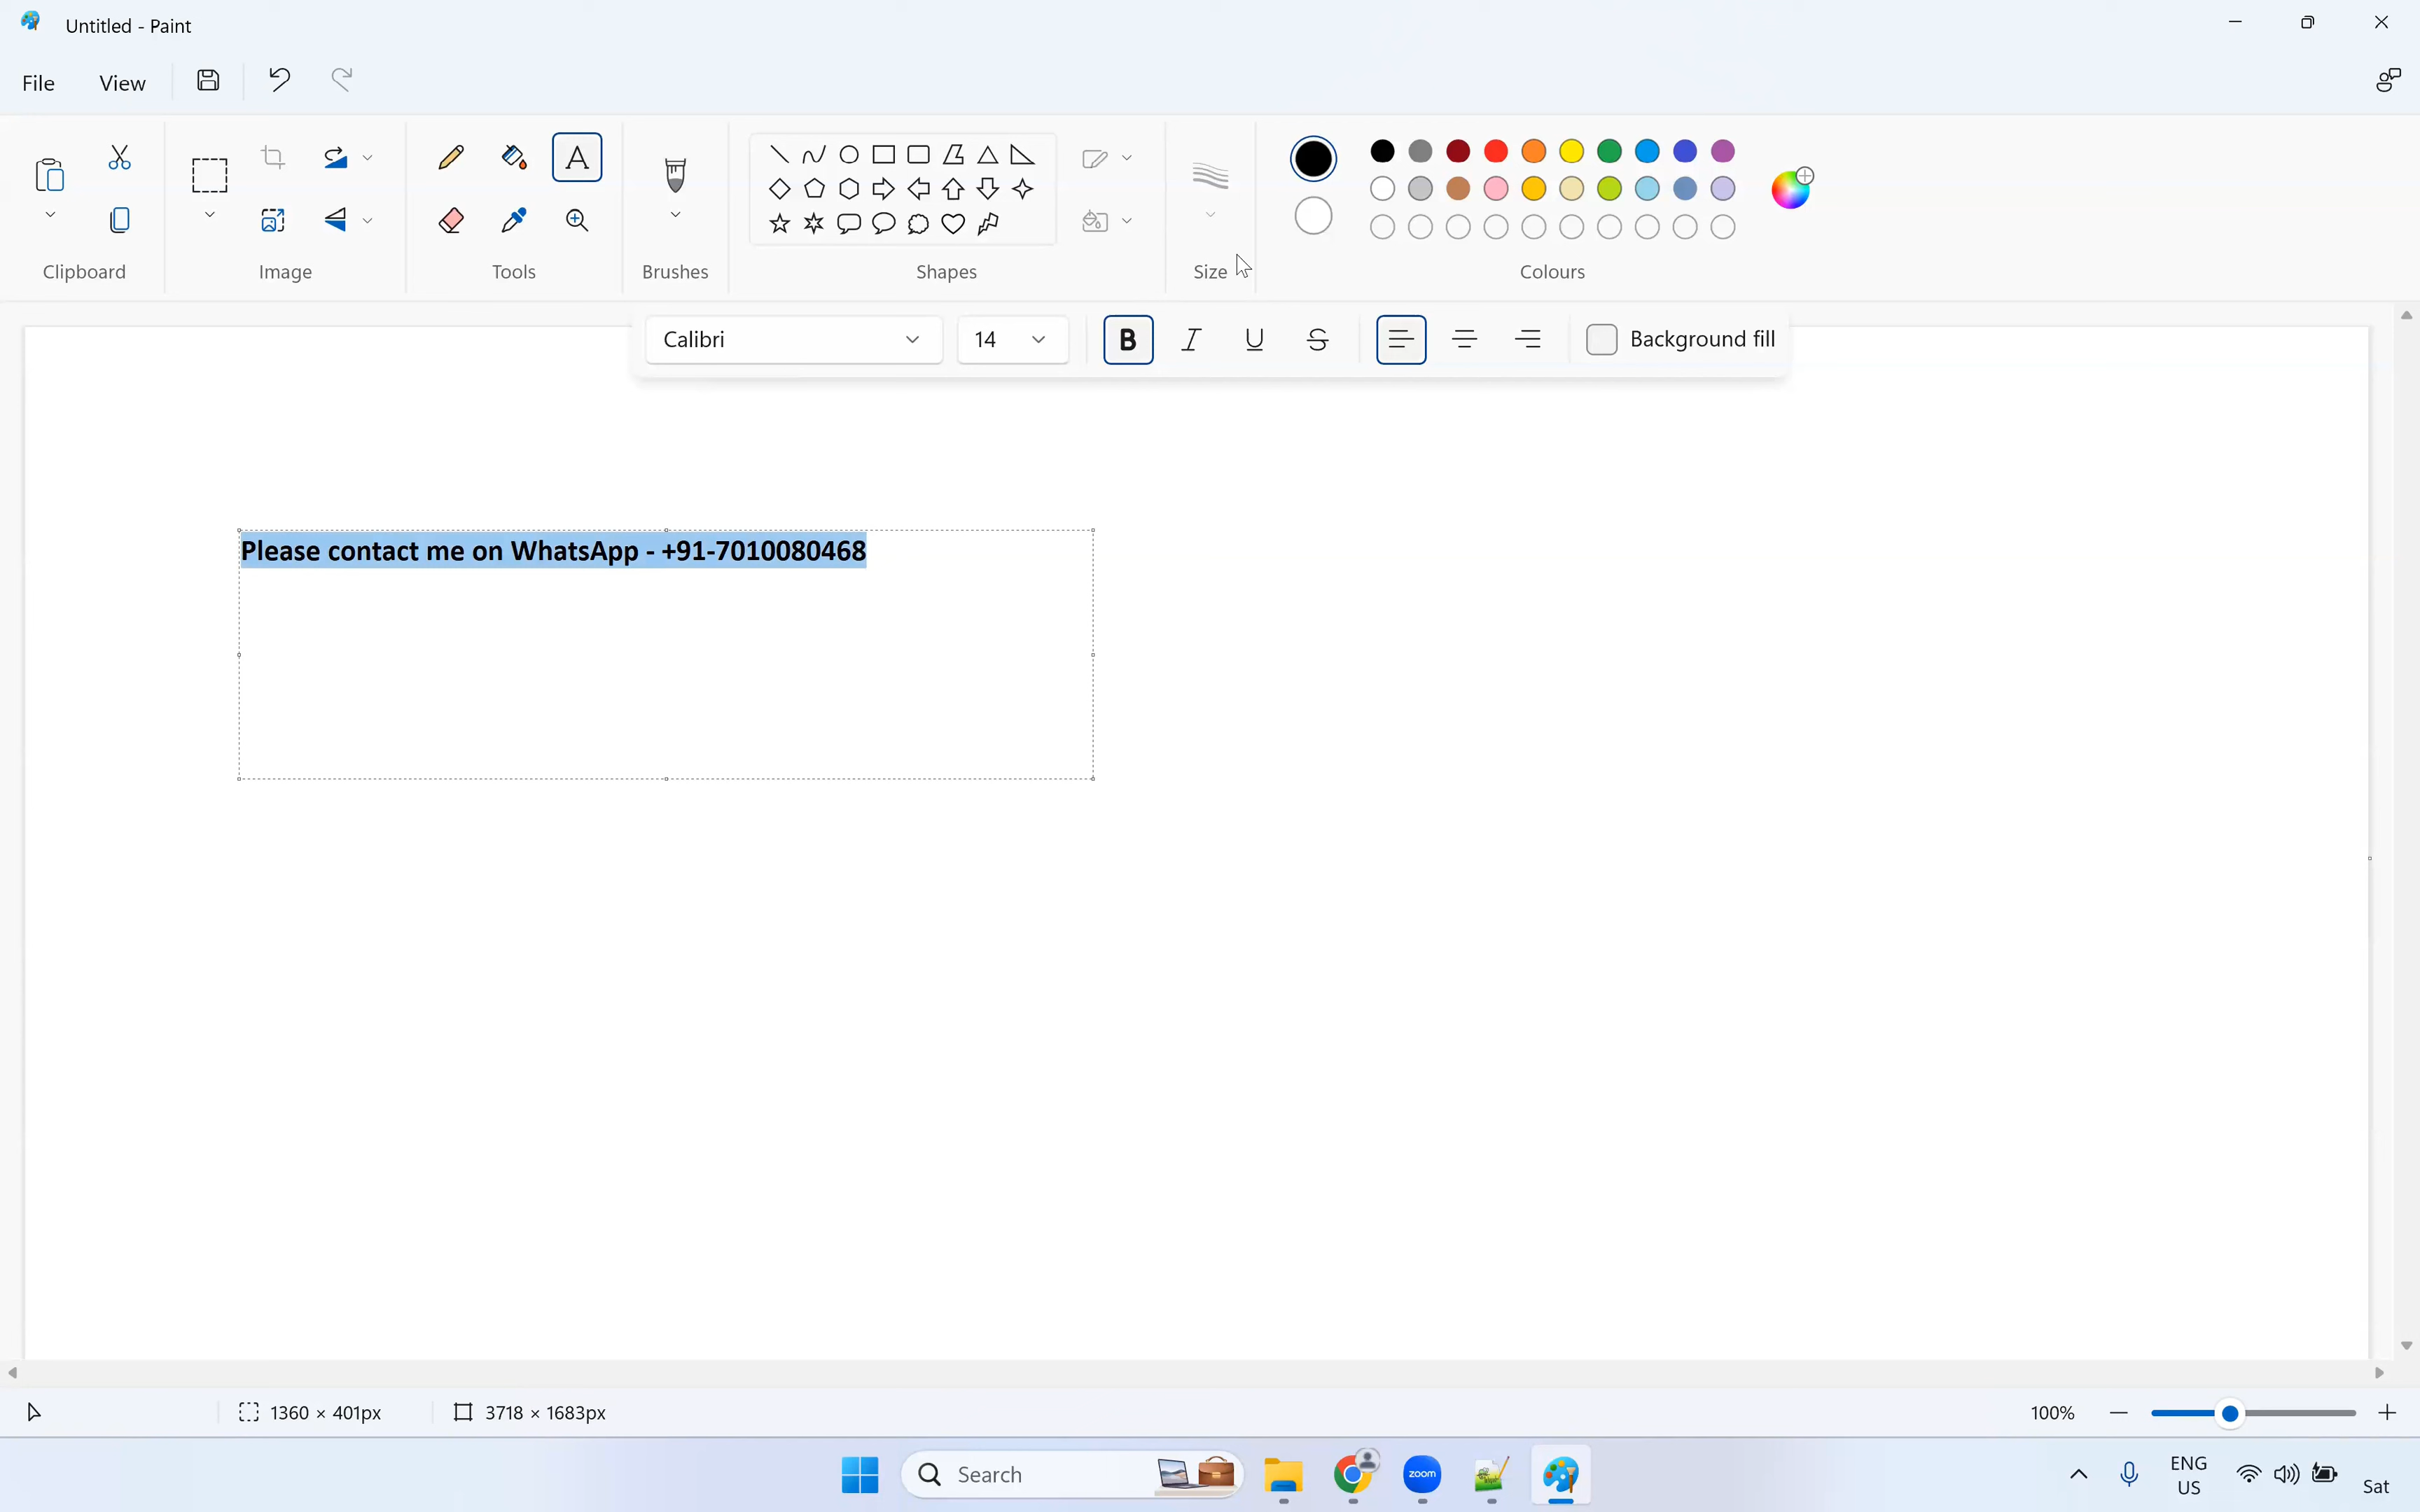 Untitled - Paint
File View
Clipboard Image Tools Brushes Shapes Size Colours
Calibri 14 B I U S Background fill
Please contact me on WhatsApp - +91-7010080468
1360 × 401px 3718 × 1683px 100%
Search zoom ENG
US Sat